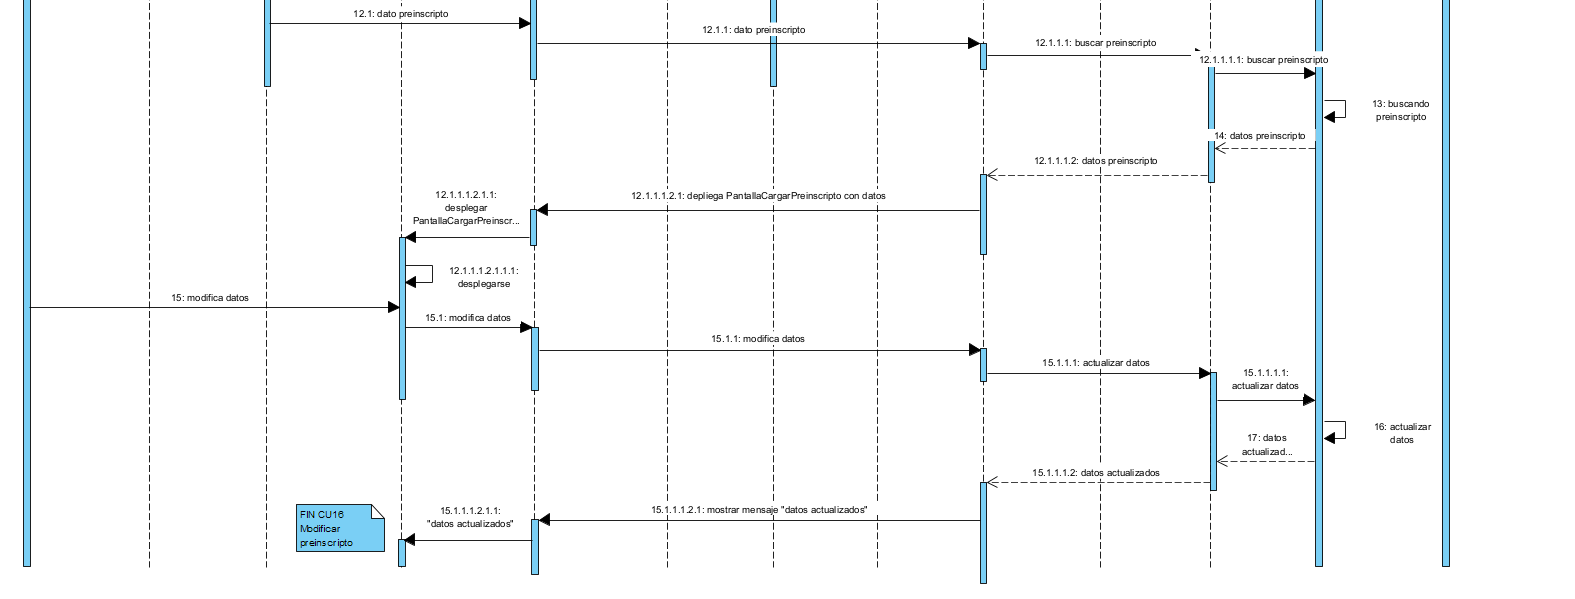 12.1: dato preinscripto
12.1.1: dato preinscripto
12.1.1.1: buscar preinscripto
12.1.1.1.1: buscar preinscripto
13: buscando
preinscripto
14: datos preinscripto
12.1.1.1.2: datos preinscripto
12.1.1.1.2.1: depliega PantallaCargarPreinscripto con datos
12.1.1.1.2.1.1:
desplegar
PantallaCargarPreinscr...
12.1.1.1.2.1.1.1:
desplegarse
15: modifica datos
15.1: modifica datos
15.1.1: modifica datos
15.1.1.1: actualizar datos
15.1.1.1.1:
actualizar datos
16: actualizar
datos
17: datos
actualizad...
15.1.1.1.2: datos actualizados
15.1.1.1.2.1: mostrar mensaje "datos actualizados"
15.1.1.1.2.1.1:
"datos actualizados"
FIN CU16
Modificar
preinscripto